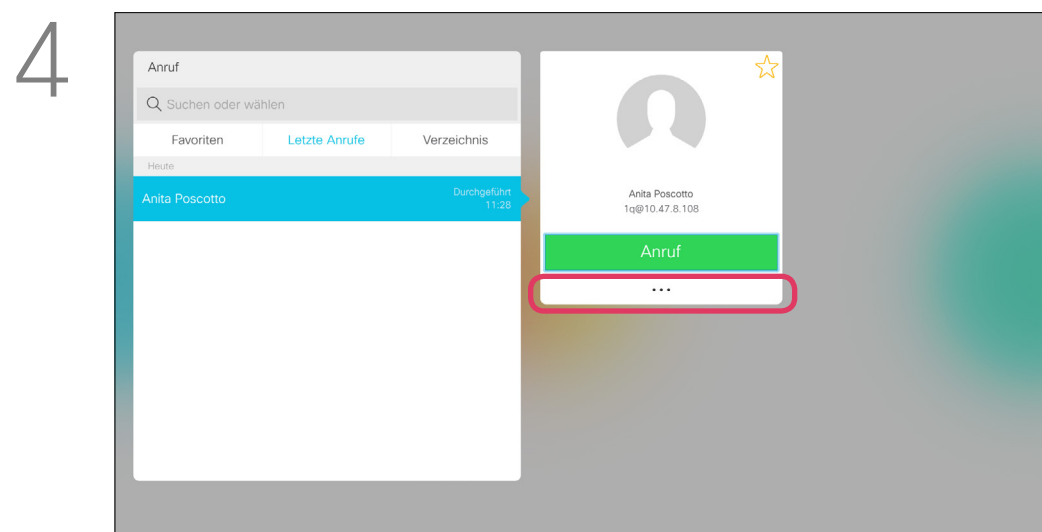 4
Anruf
Suchen oder wählen
Favoriten Letzte Anrufe Verzeichnis
Heute
Anita Poscotto Durchgeführt
11:28
Anita Poscotto
1q@10.47.8.108
Anruf
...